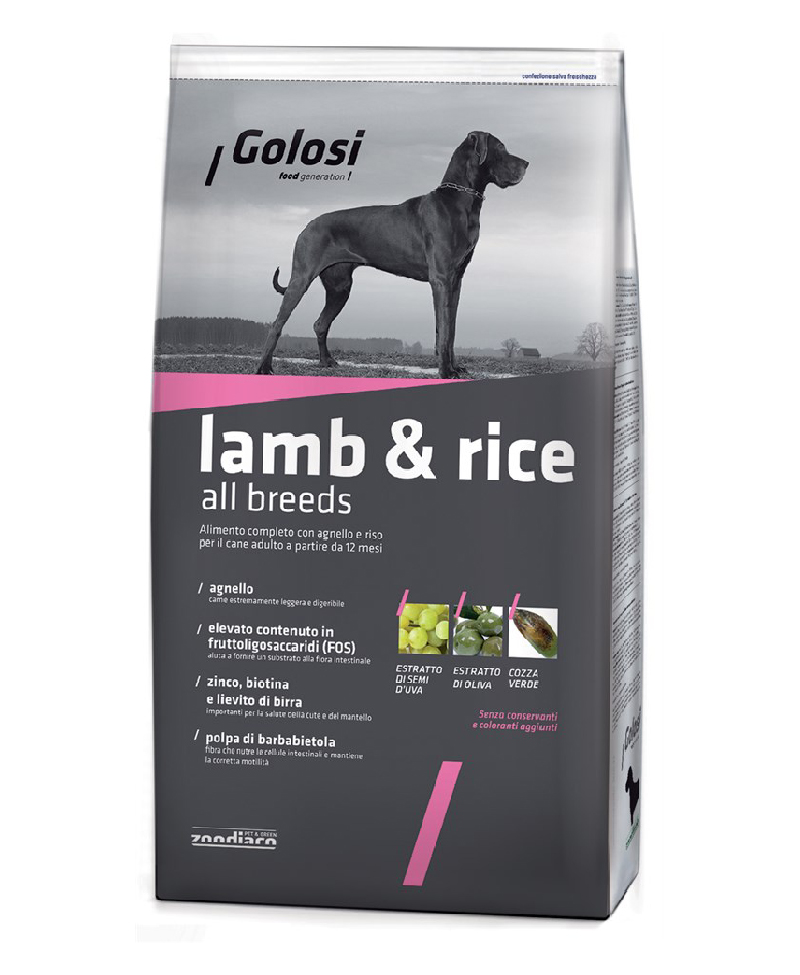 confezione salva freschezza
Golosi
food generation !
lamb & rice
all breeds
Alimento completo con agnello e riso
per il cane adulto a partire da 12 mesi
/ agnello
carne estremamente leggera e digeribile
/ elevato contenuto in
fruttoligosaccaridi (FOS)
aiuta a fornire un substrato alla flora intestinale
/ zinco, biotina
e lievito di birra
importanti per la salute della cute e del mantello
/ polpa di barbabietola
fibra che nutre le cellule intestinali e mantiene
la corretta motilità
ESTRATTO
DI SEMI
D'UVA
ESTRATTO
DI OLIVA
COZZA
VERDE
Senza conservanti
e coloranti aggiunti
PET & GREEN
zoodiaco
Golosi